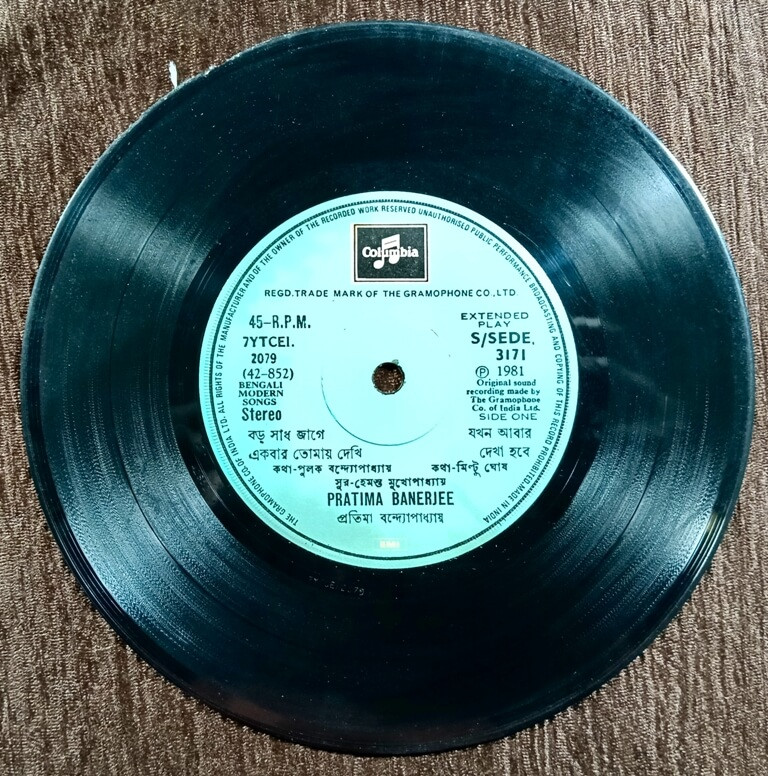 THE GRAMOPHONE CO. OF INDIA LTD. ALL RIGHTS OF THE MANUFACTURER AND OF THE OWNER OF THE RECORDED WORK RESERVED UNAUTHORISED PUBLIC PERFORMANCE BROADCASTING AND COPYING OF THIS RECORD PROHIBITED. MADE IN INDIA
Columbia
REGD. TRADE MARK OF THE GRAMOPHONE CO., LTD.
45-R.P.M.
7YTCEI.
2079
(42-852)
BENGALI
MODERN
SONGS
Stereo
EXTENDED
PLAY
S/SEDE.
3171
℗ 1981
Original sound
recording made by
The Gramophone
Co. of India Ltd.
SIDE ONE
বড় সাধ জাগে
একবার তোমায় দেখি
কথা-পুলক বন্দ্যোপাধ্যায়
যখন আবার
দেখা হবে
কথা-মিন্টু ঘোষ
সুর-হেমন্ত মুখোপাধ্যায়
PRATIMA BANERJEE
প্রতিমা বন্দ্যোপাধ্যায়
EMI